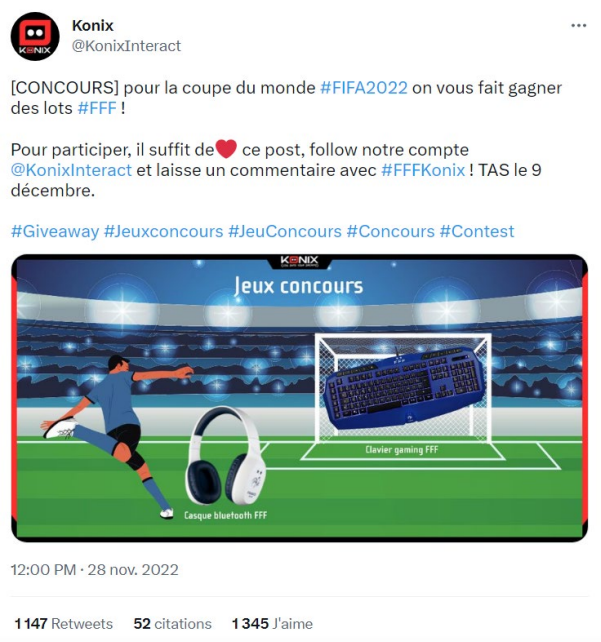 KONIX
Konix
@KonixInteract
[CONCOURS] pour la coupe du monde #FIFA2022 on vous fait gagner
des lots #FFF !
Pour participer, il suffit de❤️ ce post, follow notre compte
@KonixInteract et laisse un commentaire avec #FFFKonix ! TAS le 9
décembre.
#Giveaway #Jeuxconcours #JeuConcours #Concours #Contest
KONIX
Jeux concours
Clavier gaming FFF
Casque bluetooth FFF
12:00 PM · 28 nov. 2022
1 147 Retweets 52 citations 1 345 J'aime